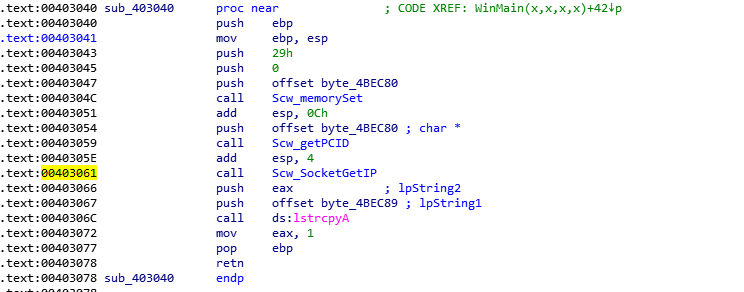 .text:00403040 sub_403040 proc near ; CODE XREF: WinMain(x,x,x,x)+42↓p
.text:00403040 push ebp
.text:00403041 mov ebp, esp
.text:00403043 push 29h
.text:00403045 push 0
.text:00403047 push offset byte_4BEC80
.text:0040304C call Scw_memorySet
.text:00403051 add esp, 0Ch
.text:00403054 push offset byte_4BEC80 ; char *
.text:00403059 call Scw_getPCID
.text:0040305E add esp, 4
.text:00403061 call Scw_SocketGetIP
.text:00403066 push eax ; lpString2
.text:00403067 push offset byte_4BEC89 ; lpString1
.text:0040306C call ds:lstrcpyA
.text:00403072 mov eax, 1
.text:00403077 pop ebp
.text:00403078 retn
.text:00403078 sub_403040 endp